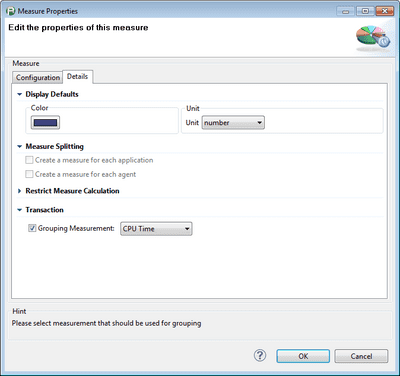 Measure Properties
Edit the properties of this measure
Measure
Configuration Details
Display Defaults
Color Unit
Unit number
Measure Splitting
Create a measure for each application
Create a measure for each agent
Restrict Measure Calculation
Transaction
Grouping Measurement: CPU Time
Hint
Please select measurement that should be used for grouping
? OK Cancel